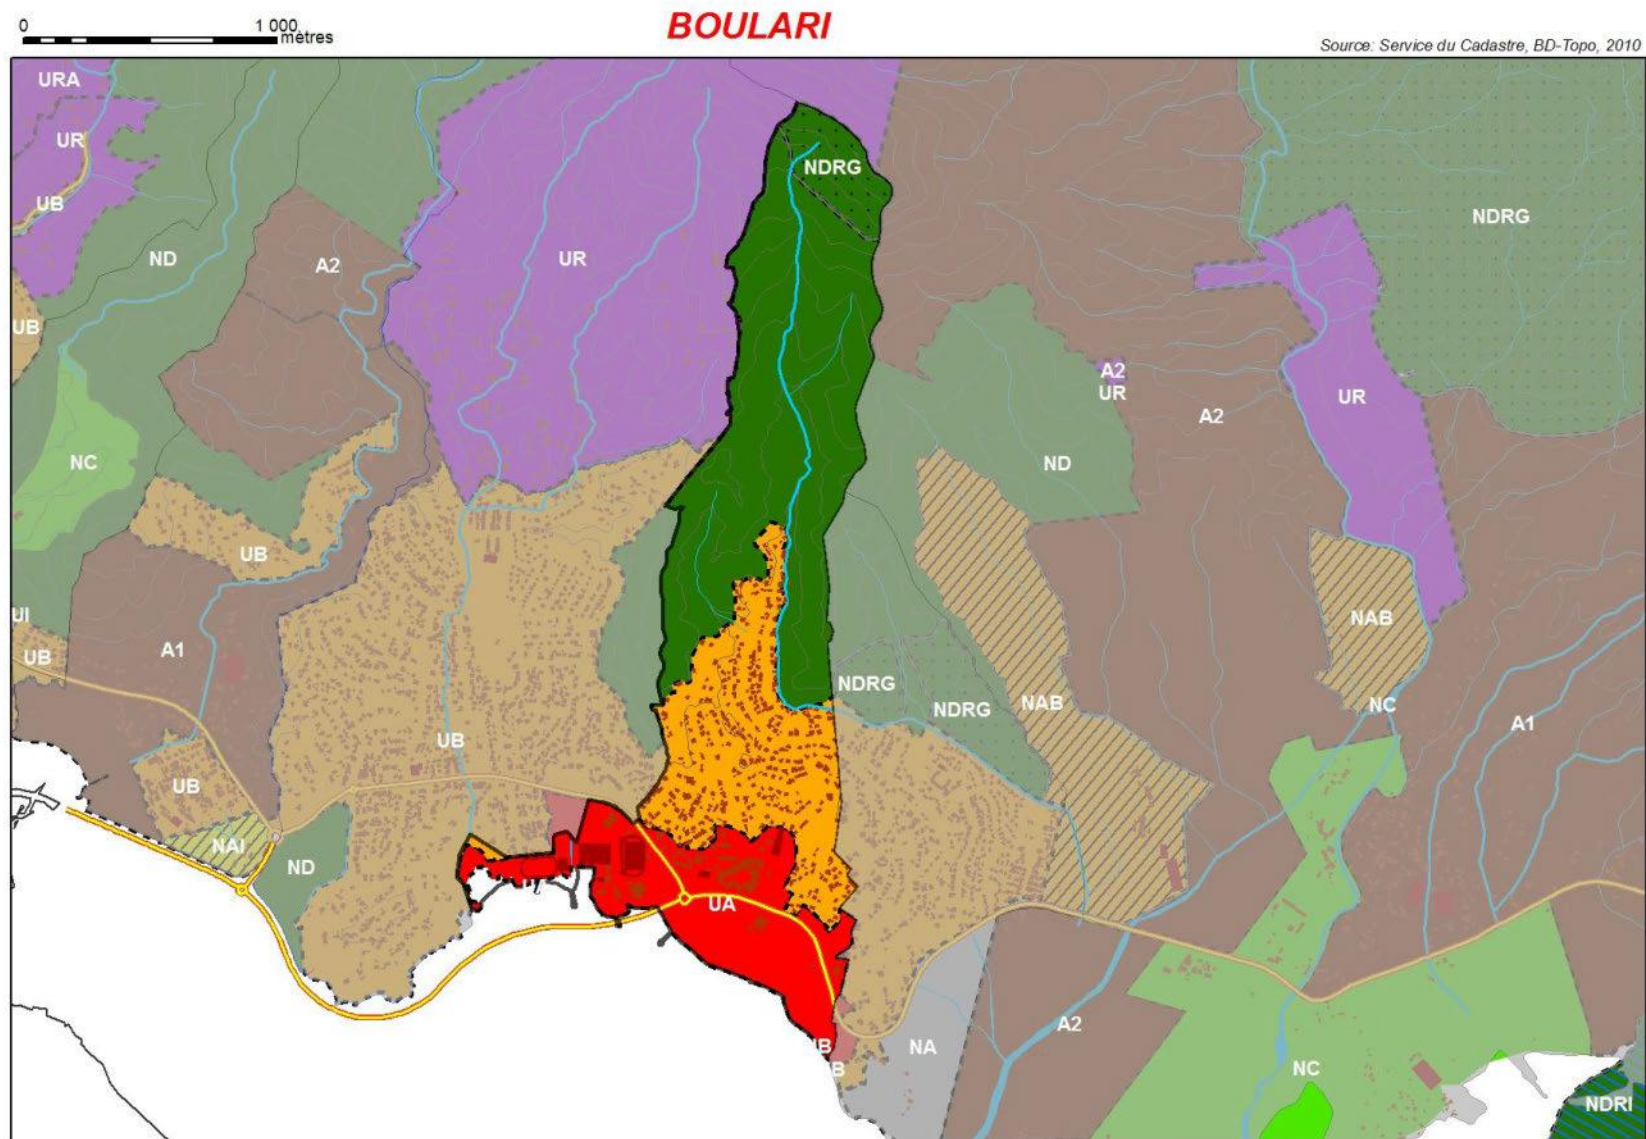 BOULARI
0 1 000
mètres
Source: Service du Cadastre, BD-Topo, 2010
URA
UR
NDRG
UB
NDRG
ND
A2
UR
UB
A2
UR
UR
A2
NC
ND
UB
UI
NAB
A1
UB
NDRG
NAB
NC
NDRG
A1
UB
UB
NAI
ND
UA
A2
NA
B
B
NC
NDRI